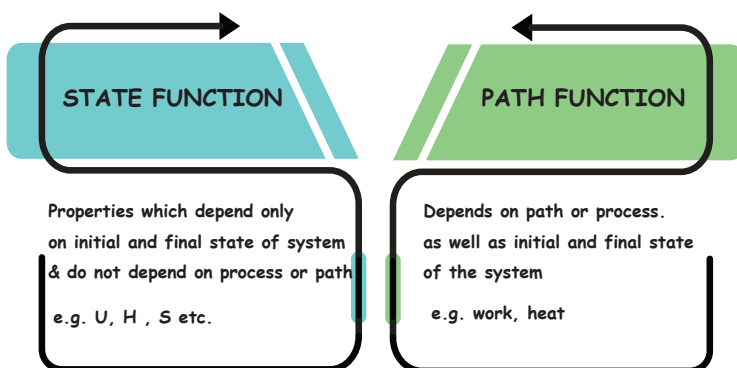 STATE FUNCTION
Properties which depend only
on initial and final state of system
& do not depend on process or path
e.g. U, H , S etc.
PATH FUNCTION
Depends on path or process.
as well as initial and final state
of the system
e.g. work, heat